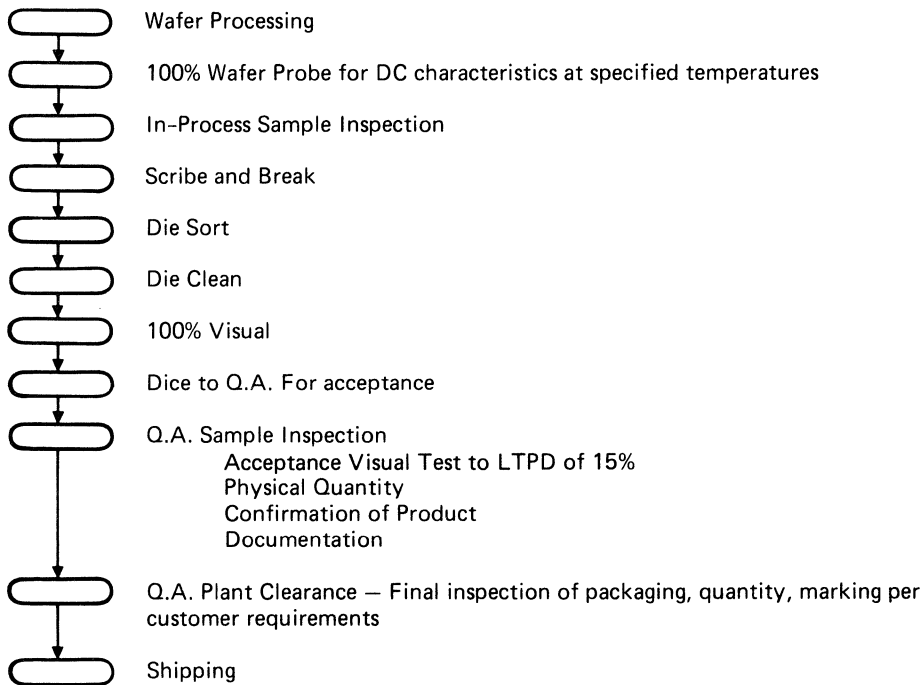 Wafer Processing
100% Wafer Probe for DC characteristics at specified temperatures
In-Process Sample Inspection
Scribe and Break
Die Sort
Die Clean
100% Visual
Dice to Q.A. For acceptance
Q.A. Sample Inspection
Acceptance Visual Test to LTPD of 15%
Physical Quantity
Confirmation of Product
Documentation
Q.A. Plant Clearance — Final inspection of packaging, quantity, marking per
customer requirements
Shipping